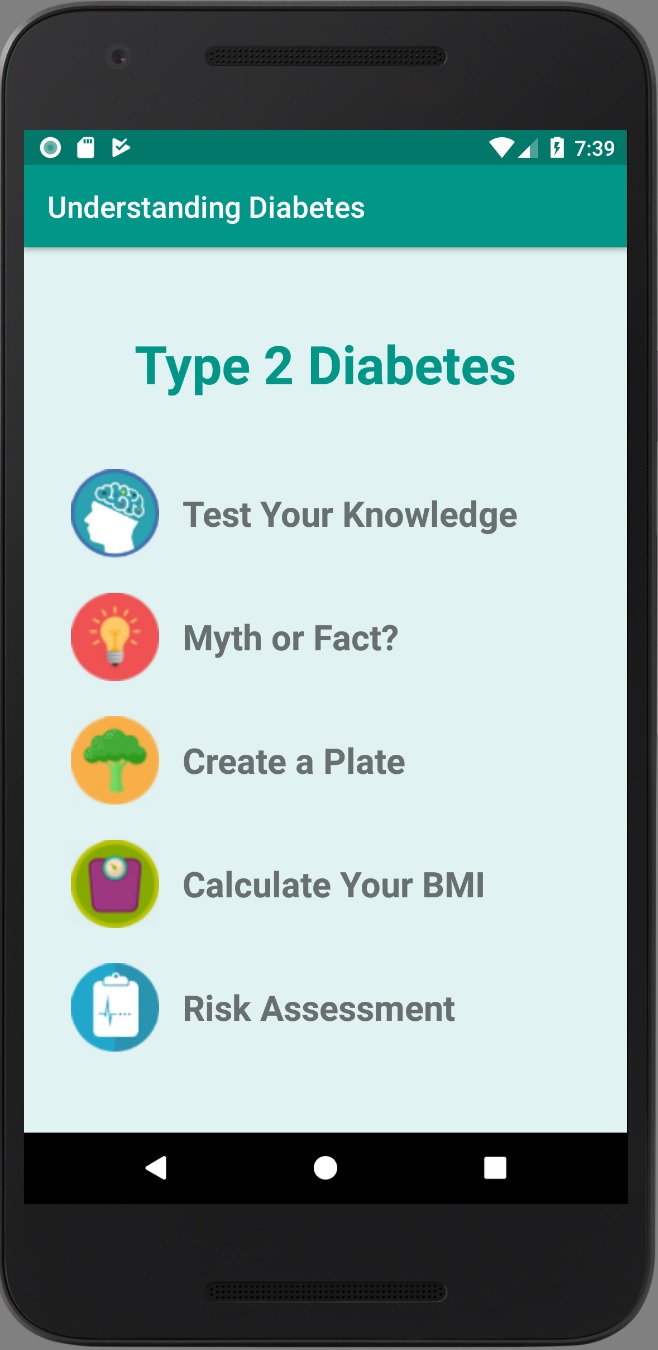 7:39
Understanding Diabetes
Type 2 Diabetes
Test Your Knowledge
Myth or Fact?
Create a Plate
Calculate Your BMI
Risk Assessment